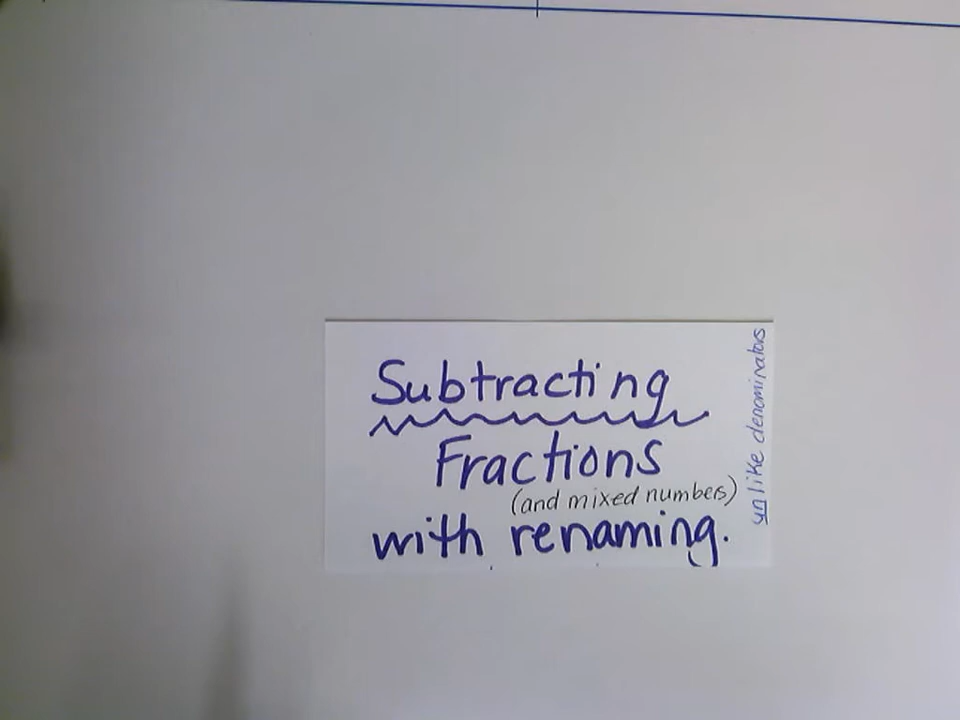 Subtracting
Fractions
(and mixed numbers)
with renaming.
unlike denominators